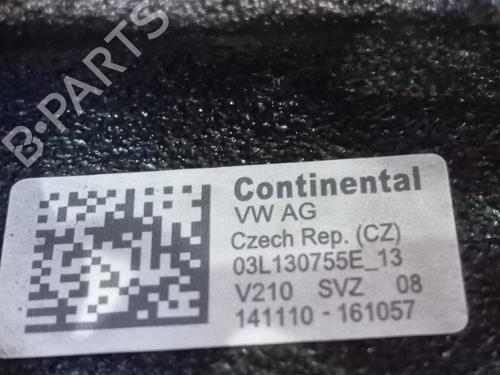 B-PARTS
Continental
VW AG
Czech Rep. (CZ)
03L130755E_13
V210 SVZ 08
141110 - 161057